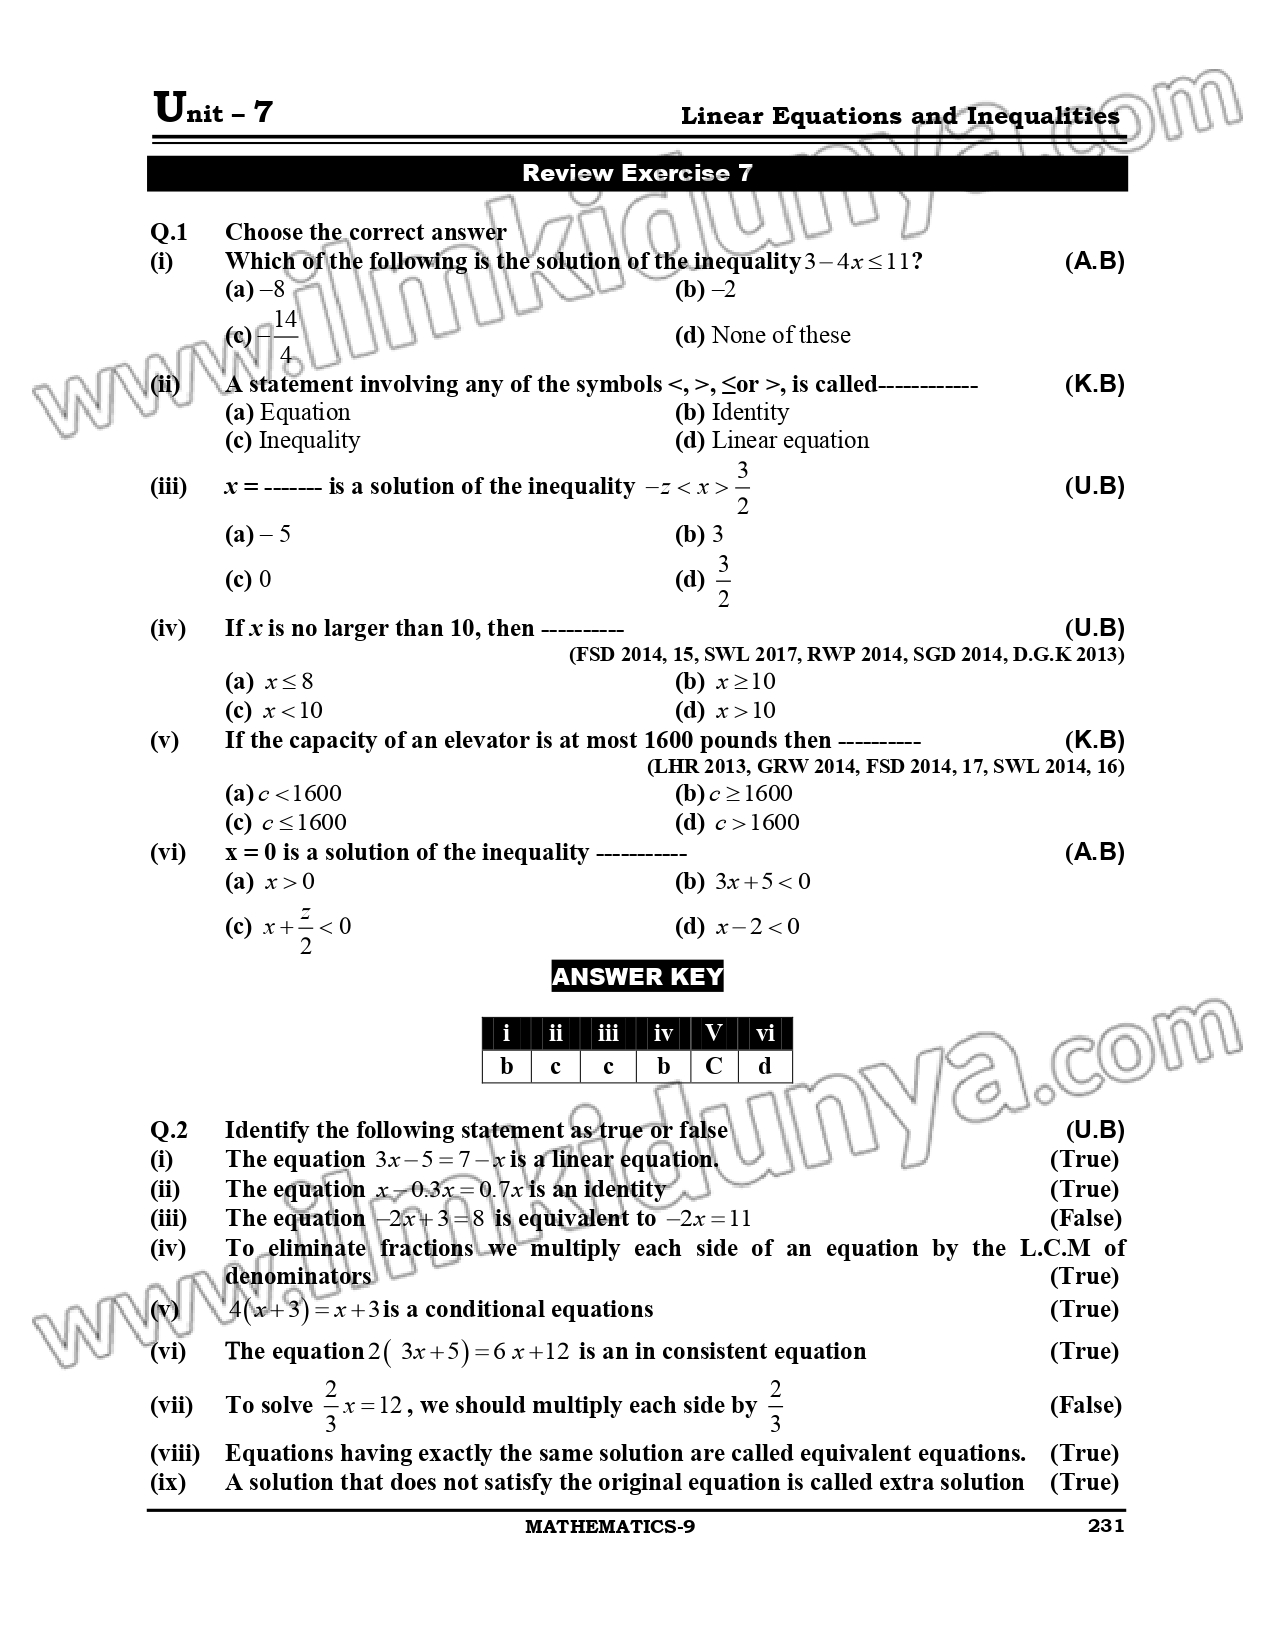 Unit – 7 Linear Equations and Inequalities
Review Exercise 7
Q.1 Choose the correct answer
(i) Which of the following is the solution of the inequality 3 − 4x ≤ 11? (A.B)
(a) –8 (b) –2
(c) −14/4 (d) None of these
(ii) A statement involving any of the symbols <, >, ≤or >, is called------------ (K.B)
(a) Equation (b) Identity
(c) Inequality (d) Linear equation
(iii) x = ------- is a solution of the inequality −z < x > 3/2 (U.B)
(a) – 5 (b) 3
(c) 0 (d) 3/2
(iv) If x is no larger than 10, then ---------- (U.B)
(FSD 2014, 15, SWL 2017, RWP 2014, SGD 2014, D.G.K 2013)
(a) x ≤ 8 (b) x ≥ 10
(c) x < 10 (d) x > 10
(v) If the capacity of an elevator is at most 1600 pounds then ---------- (K.B)
(LHR 2013, GRW 2014, FSD 2014, 17, SWL 2014, 16)
(a) c < 1600 (b) c ≥ 1600
(c) c ≤ 1600 (d) c > 1600
(vi) x = 0 is a solution of the inequality ----------- (A.B)
(a) x > 0 (b) 3x + 5 < 0
(c) x + z/2 < 0 (d) x − 2 < 0
ANSWER KEY
i ii iii iv V vi
b c c b C d
Q.2 Identify the following statement as true or false (U.B)
(i) The equation 3x − 5 = 7 − x is a linear equation. (True)
(ii) The equation x − 0.3x = 0.7x is an identity (True)
(iii) The equation −2x + 3 = 8 is equivalent to −2x = 11 (False)
(iv) To eliminate fractions we multiply each side of an equation by the L.C.M of
denominators (True)
(v) 4(x + 3) = x + 3 is a conditional equations (True)
(vi) The equation 2( 3x + 5) = 6 x + 12 is an in consistent equation (True)
(vii) To solve 2/3 x = 12, we should multiply each side by 2/3 (False)
(viii) Equations having exactly the same solution are called equivalent equations. (True)
(ix) A solution that does not satisfy the original equation is called extra solution (True)
MATHEMATICS-9 231
www.ilmkidunya.com
www.ilmkidunya.com